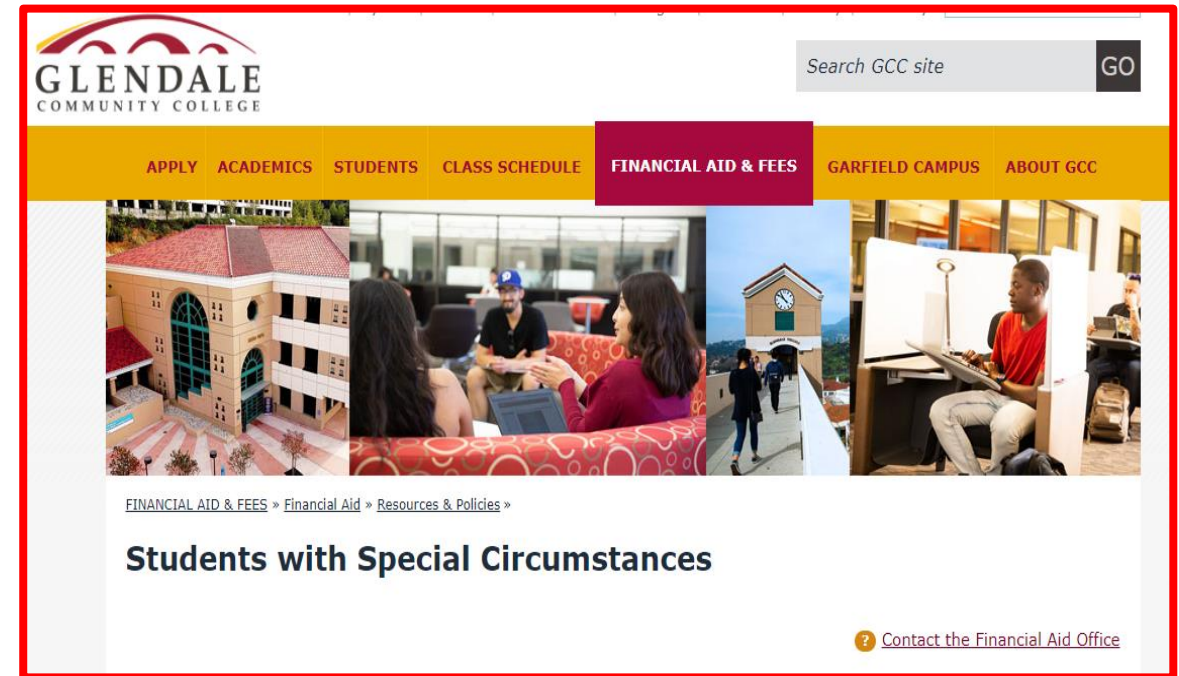 GLENDALE
COMMUNITY COLLEGE
Search GCC site GO
APPLY ACADEMICS STUDENTS CLASS SCHEDULE FINANCIAL AID & FEES GARFIELD CAMPUS ABOUT GCC
FINANCIAL AID & FEES » Financial Aid » Resources & Policies »
Students with Special Circumstances
? Contact the Financial Aid Office